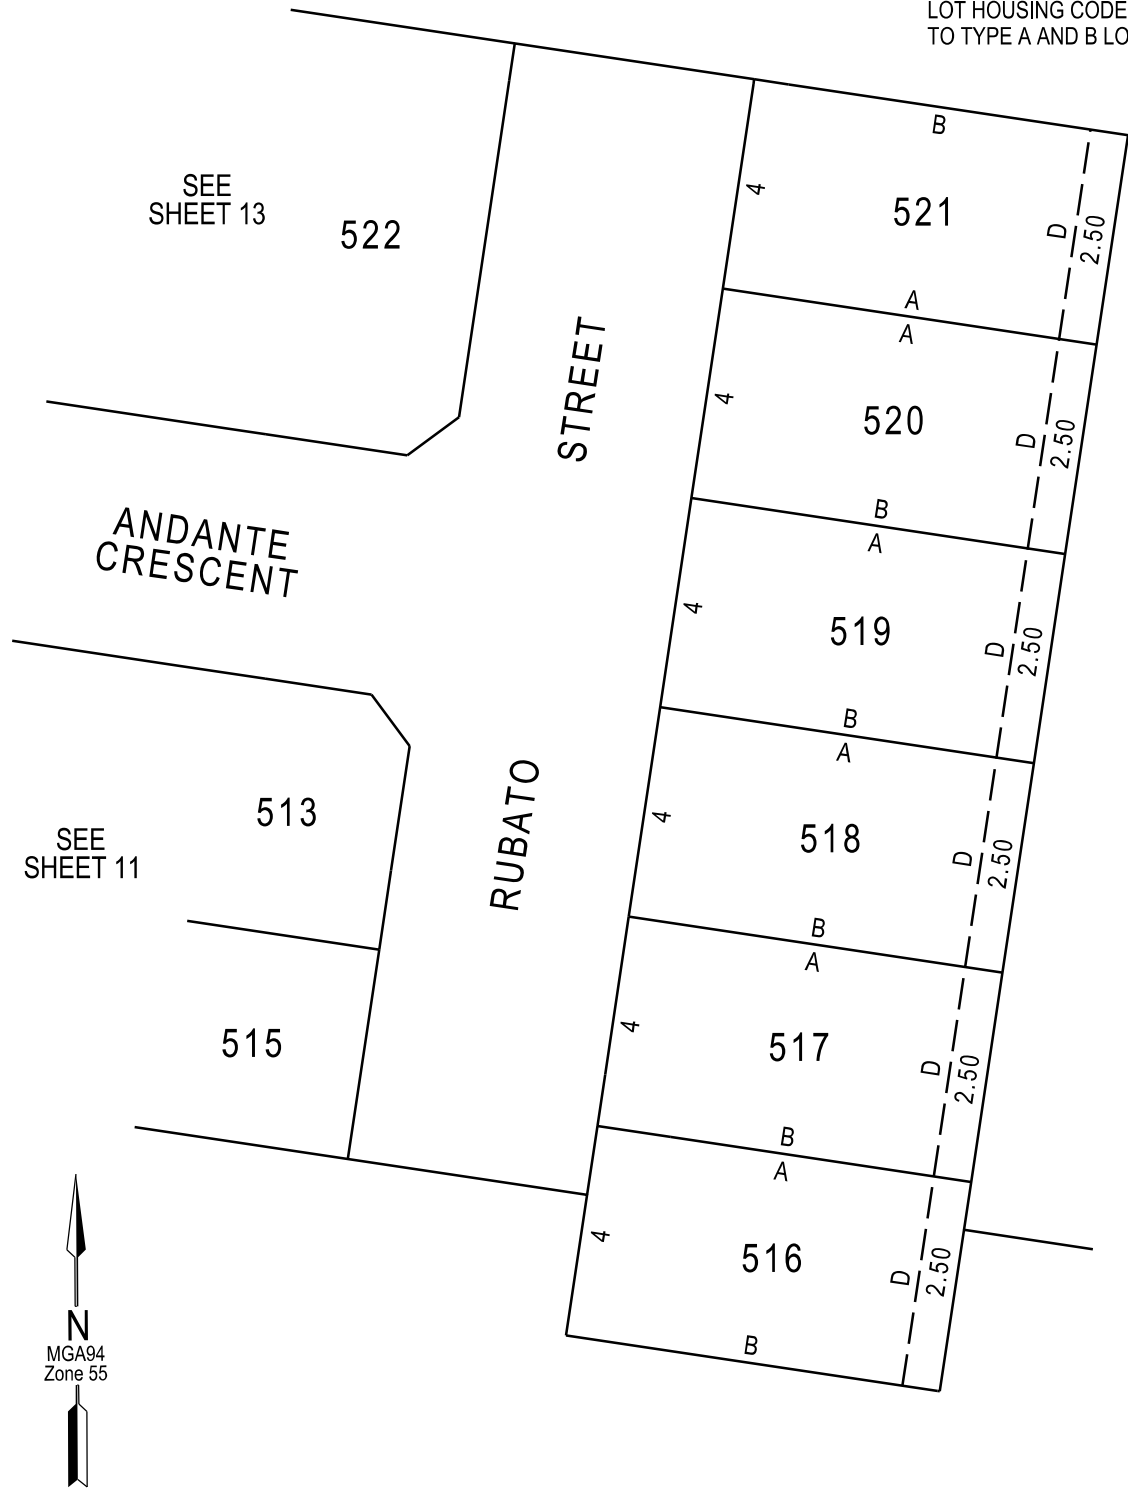 LOT HOUSING CODE
TO TYPE A AND B LO
B
SEE
SHEET 13
522
4
521
D
2.50
A
A
STREET
4
520
D
2.50
B
A
ANDANTE
CRESCENT
4
519
D
2.50
B
A
SEE
SHEET 11
513
RUBATO
4
518
D
2.50
B
A
515
4
517
D
2.50
B
A
4
516
D
2.50
B
N
MGA94
Zone 55